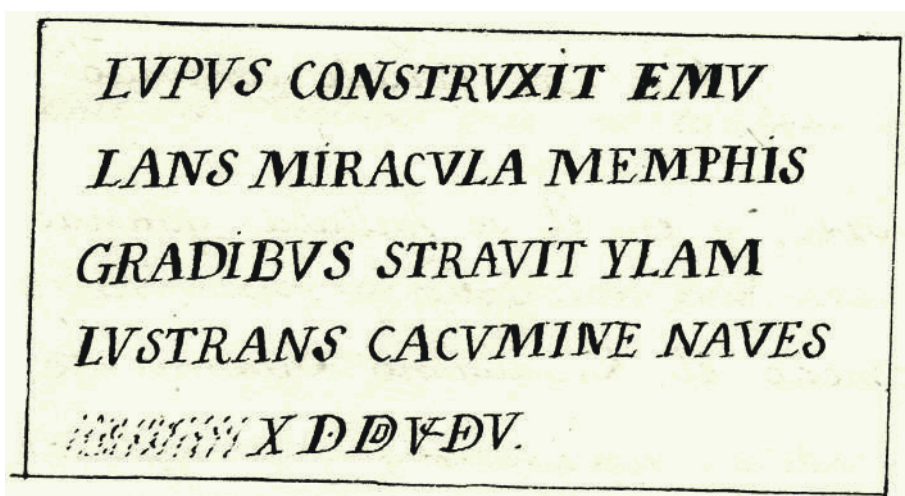 LVPVS CONSTRVXIT EMV
LANS MIRACVLA MEMPHIS
GRADIBVS STRAVIT YLAM
LVSTRANS CACVMINE NAVES
X D